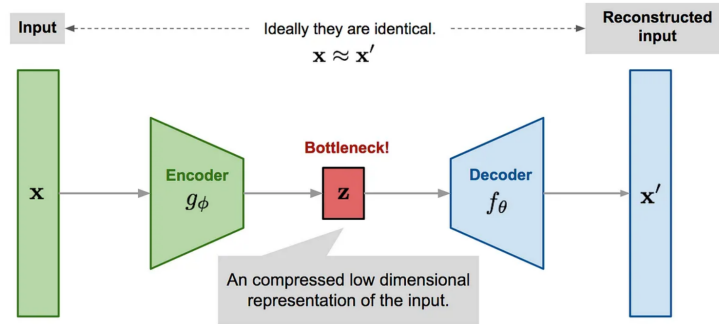 Input
Ideally they are identical.
x ≈ x′
Reconstructed
input
Bottleneck!
x
Encoder
gϕ
z
Decoder
fθ
x′
An compressed low dimensional
representation of the input.